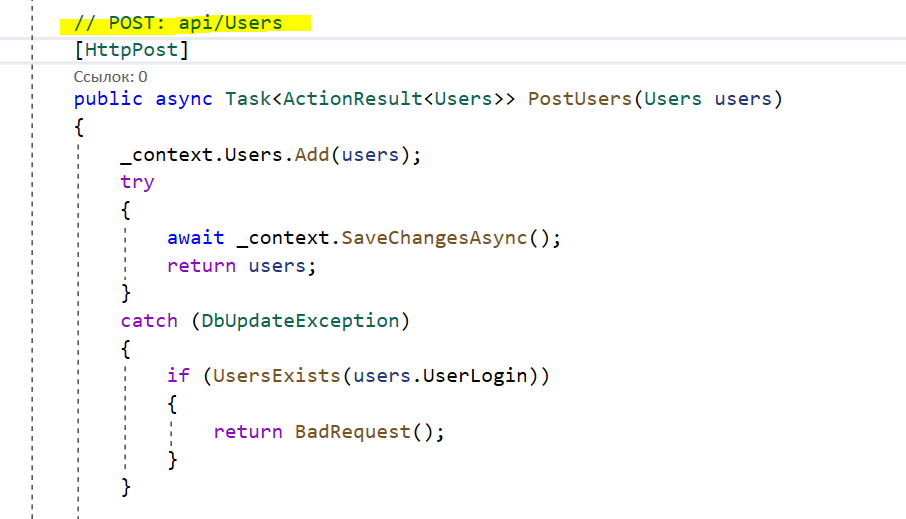 // POST: api/Users
[HttpPost]
Ссылок: 0
public async Task<ActionResult<Users>> PostUsers(Users users)
{
_context.Users.Add(users);
try
{
await _context.SaveChangesAsync();
return users;
}
catch (DbUpdateException)
{
if (UsersExists(users.UserLogin))
{
return BadRequest();
}
}